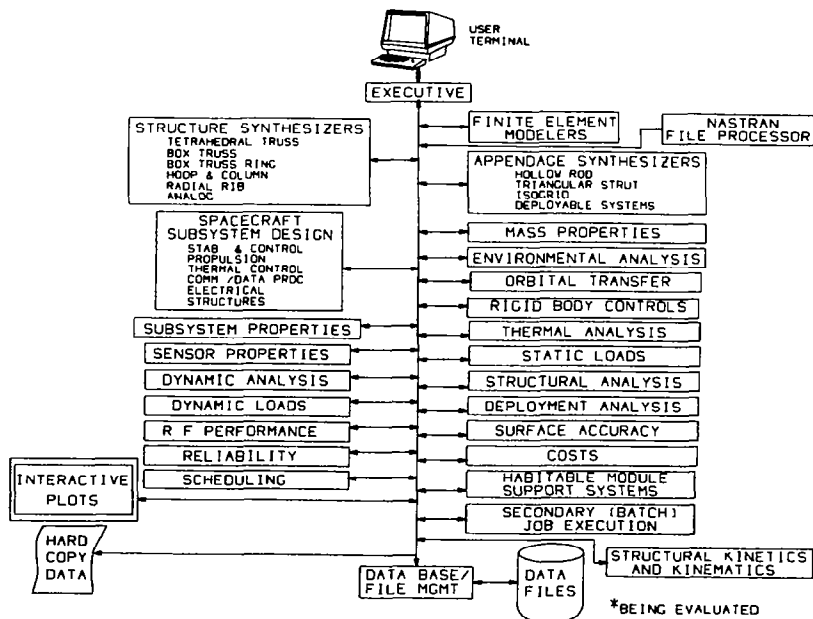 USER
TERMINAL
EXECUTIVE
STRUCTURE SYNTHESIZERS
TETRAHEDRAL TRUSS
BOX TRUSS
BOX TRUSS RING
HOOP & COLUMN
RADIAL RIB
ANALOG
FINITE ELEMENT
MODELERS
NASTRAN
FILE PROCESSOR
APPENDAGE SYNTHESIZERS
HOLLOW ROD
TRIANGULAR STRUT
ISOGRID
DEPLOYABLE SYSTEMS
SPACECRAFT
SUBSYSTEM DESIGN
STAB & CONTROL
PROPULSION
THERMAL CONTROL
COMM /DATA PROC
ELECTRICAL
STRUCTURES
MASS PROPERTIES
ENVIRONMENTAL ANALYSIS
ORBITAL TRANSFER
RIGID BODY CONTROLS
SUBSYSTEM PROPERTIES
THERMAL ANALYSIS
SENSOR PROPERTIES
STATIC LOADS
DYNAMIC ANALYSIS
STRUCTURAL ANALYSIS
DYNAMIC LOADS
DEPLOYMENT ANALYSIS
R F PERFORMANCE
SURFACE ACCURACY
RELIABILITY
COSTS
SCHEDULING
HABITABLE MODULE
SUPPORT SYSTEMS
INTERACTIVE
PLOTS
SECONDARY (BATCH)
JOB EXECUTION
HARD
COPY
DATA
STRUCTURAL KINETICS
AND KINEMATICS
DATA BASE/
FILE MGMT
DATA
FILES
*BEING EVALUATED